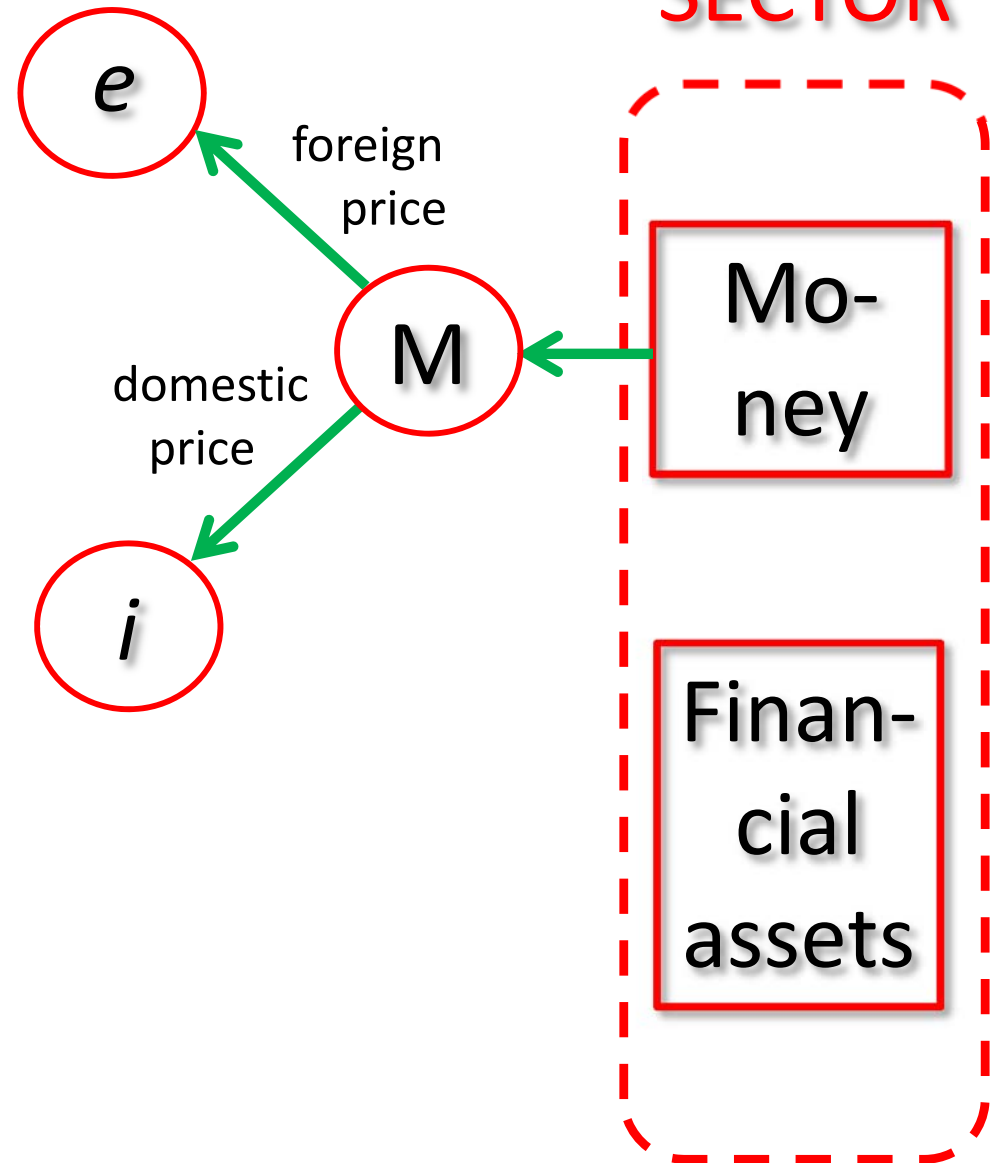 SECTOR
e
foreign
price
Mo-
ney
M
domestic
price
i
Finan-
cial
assets